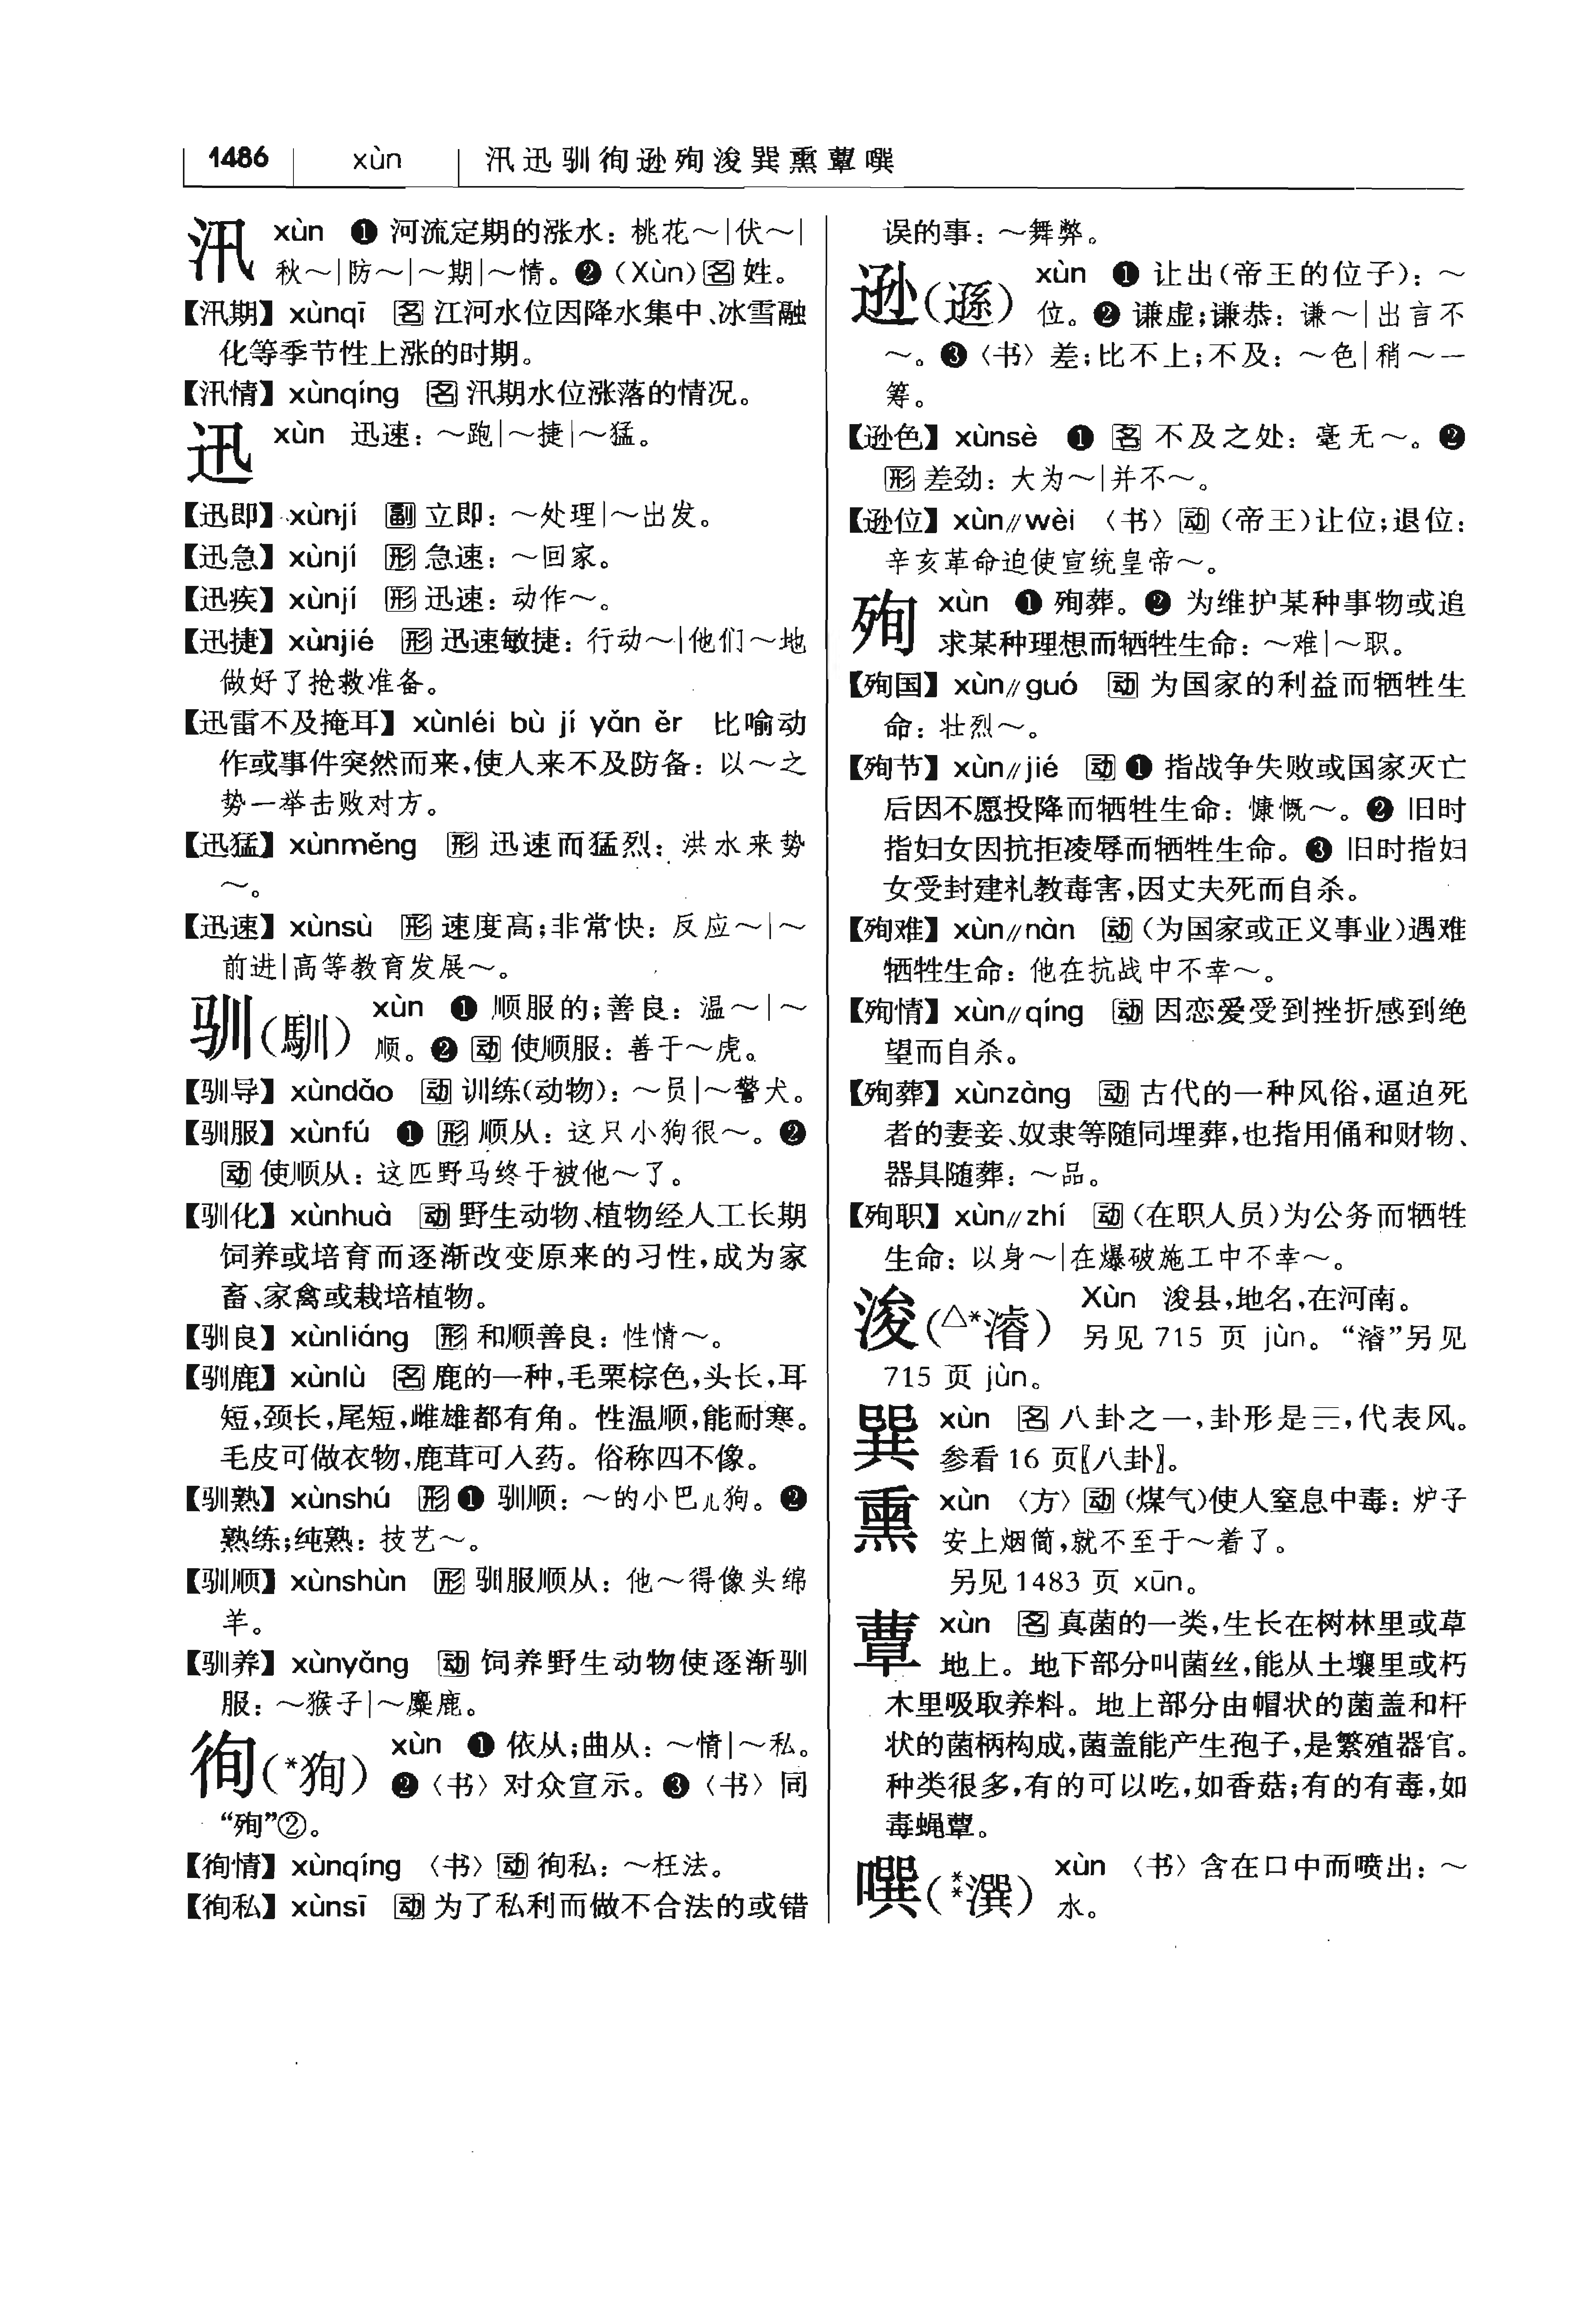 1486 xùn 汛迅驯徇逊殉浚巽熏蕈噀
汛 xùn ❶ 河流定期的涨水：桃花～|伏～|
秋～|防～|～期|～情。❷（Xùn）名 姓。
【汛期】xùnqī 名 江河水位因降水集中、冰雪融
化等季节性上涨的时期。
【汛情】xùnqíng 名 汛期水位涨落的情况。
迅 xùn 迅速：～跑|～捷|～猛。
【迅即】xùnjí 副 立即：～处理|～出发。
【迅急】xùnjí 形 急速：～回家。
【迅疾】xùnjí 形 迅速：动作～。
【迅捷】xùnjié 形 迅速敏捷：行动～|他们～地
做好了抢救准备。
【迅雷不及掩耳】xùnléi bù jí yǎn ěr 比喻动
作或事件突然而来，使人来不及防备：以～之
势一举击败对方。
【迅猛】xùnměng 形 迅速而猛烈：洪水来势
～。
【迅速】xùnsù 形 速度高；非常快：反应～|～
前进|高等教育发展～。
驯（馴） xùn ❶ 顺服的；善良：温～|～
顺。❷ 动 使顺服：善于～虎。
【驯导】xùndǎo 动 训练（动物）：～员|～警犬。
【驯服】xùnfú ❶ 形 顺从：这只小狗很～。❷
动 使顺从：这匹野马终于被他～了。
【驯化】xùnhuà 动 野生动物、植物经人工长期
饲养或培育而逐渐改变原来的习性，成为家
畜、家禽或栽培植物。
【驯良】xùnliáng 形 和顺善良：性情～。
【驯鹿】xùnlù 名 鹿的一种，毛栗棕色，头长，耳
短，颈长，尾短，雌雄都有角。性温顺，能耐寒。
毛皮可做衣物，鹿茸可入药。俗称四不像。
【驯熟】xùnshú 形 ❶ 驯顺：～的小巴儿狗。❷
熟练；纯熟：技艺～。
【驯顺】xùnshùn 形 驯服顺从：他～得像头绵
羊。
【驯养】xùnyǎng 动 饲养野生动物使逐渐驯
服：～猴子|～麋鹿。
徇（*狥） xùn ❶ 依从；曲从：～情|～私。
❷〈书〉对众宣示。❸〈书〉同
“殉”②。
【徇情】xùnqíng 〈书〉动 徇私：～枉法。
【徇私】xùnsī 动 为了私利而做不合法的或错
误的事：～舞弊。
逊（遜） xùn ❶ 让出（帝王的位子）：～
位。❷ 谦虚；谦恭：谦～|出言不
～。❸〈书〉差；比不上；不及：～色|稍～一
筹。
【逊色】xùnsè ❶ 名 不及之处：毫无～。❷
形 差劲：大为～|并不～。
【逊位】xùn∥wèi 〈书〉动（帝王）让位；退位：
辛亥革命迫使宣统皇帝～。
殉 xùn ❶ 殉葬。❷ 为维护某种事物或追
求某种理想而牺牲生命：～难|～职。
【殉国】xùn∥guó 动 为国家的利益而牺牲生
命：壮烈～。
【殉节】xùn∥jié 动 ❶ 指战争失败或国家灭亡
后因不愿投降而牺牲生命：慷慨～。❷ 旧时
指妇女因抗拒凌辱而牺牲生命。❸ 旧时指妇
女受封建礼教毒害，因丈夫死而自杀。
【殉难】xùn∥nàn 动（为国家或正义事业）遇难
牺牲生命：他在抗战中不幸～。
【殉情】xùn∥qíng 动 因恋爱受到挫折感到绝
望而自杀。
【殉葬】xùnzàng 动 古代的一种风俗，逼迫死
者的妻妾、奴隶等随同埋葬，也指用俑和财物、
器具随葬：～品。
【殉职】xùn∥zhí 动（在职人员）为公务而牺牲
生命：以身～|在爆破施工中不幸～。
浚（△*濬） Xùn 浚县，地名，在河南。
另见 715 页 jùn。“濬”另见
715 页 jùn。
巽 xùn 名 八卦之一，卦形是☴，代表风。
参看 16 页〖八卦〗。
熏 xùn 〈方〉动（煤气）使人窒息中毒：炉子
安上烟筒，就不至于～着了。
另见 1483 页 xūn。
蕈 xùn 名 真菌的一类，生长在树林里或草
地上。地下部分叫菌丝，能从土壤里或朽
木里吸取养料。地上部分由帽状的菌盖和杆
状的菌柄构成，菌盖能产生孢子，是繁殖器官。
种类很多，有的可以吃，如香菇；有的有毒，如
毒蝇蕈。
噀（**潠） xùn 〈书〉含在口中而喷出：～
水。